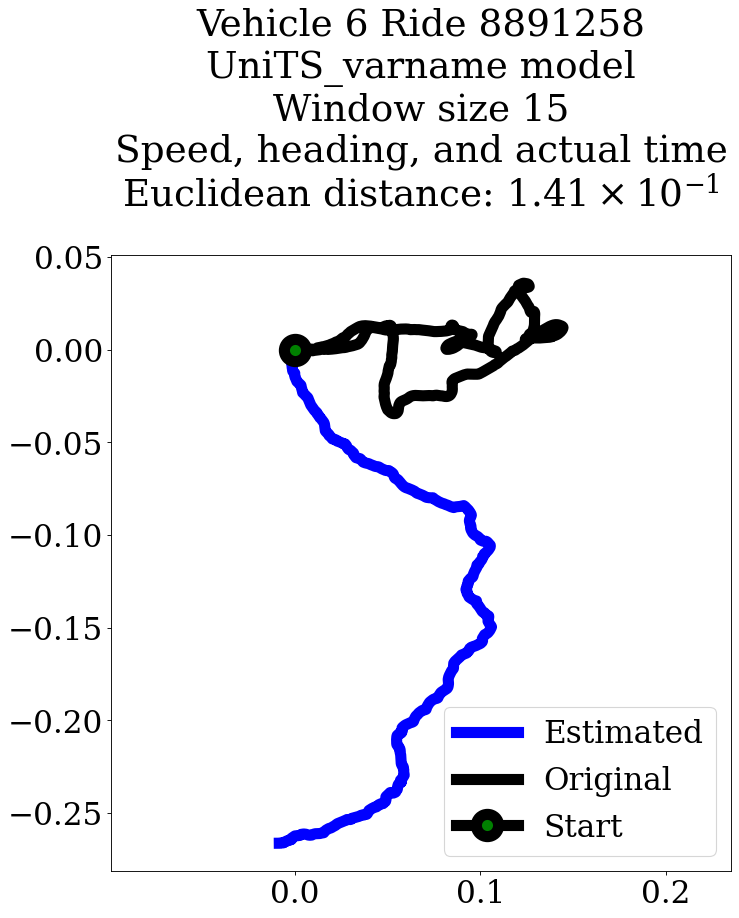 Vehicle 6 Ride 8891258
UniTS_varname model
Window size 15
Speed, heading, and actual time
Euclidean distance: 1.41 × 10⁻¹
0.05
0.00
−0.05
−0.10
−0.15
−0.20
−0.25
Estimated
Original
Start
0.0 0.1 0.2